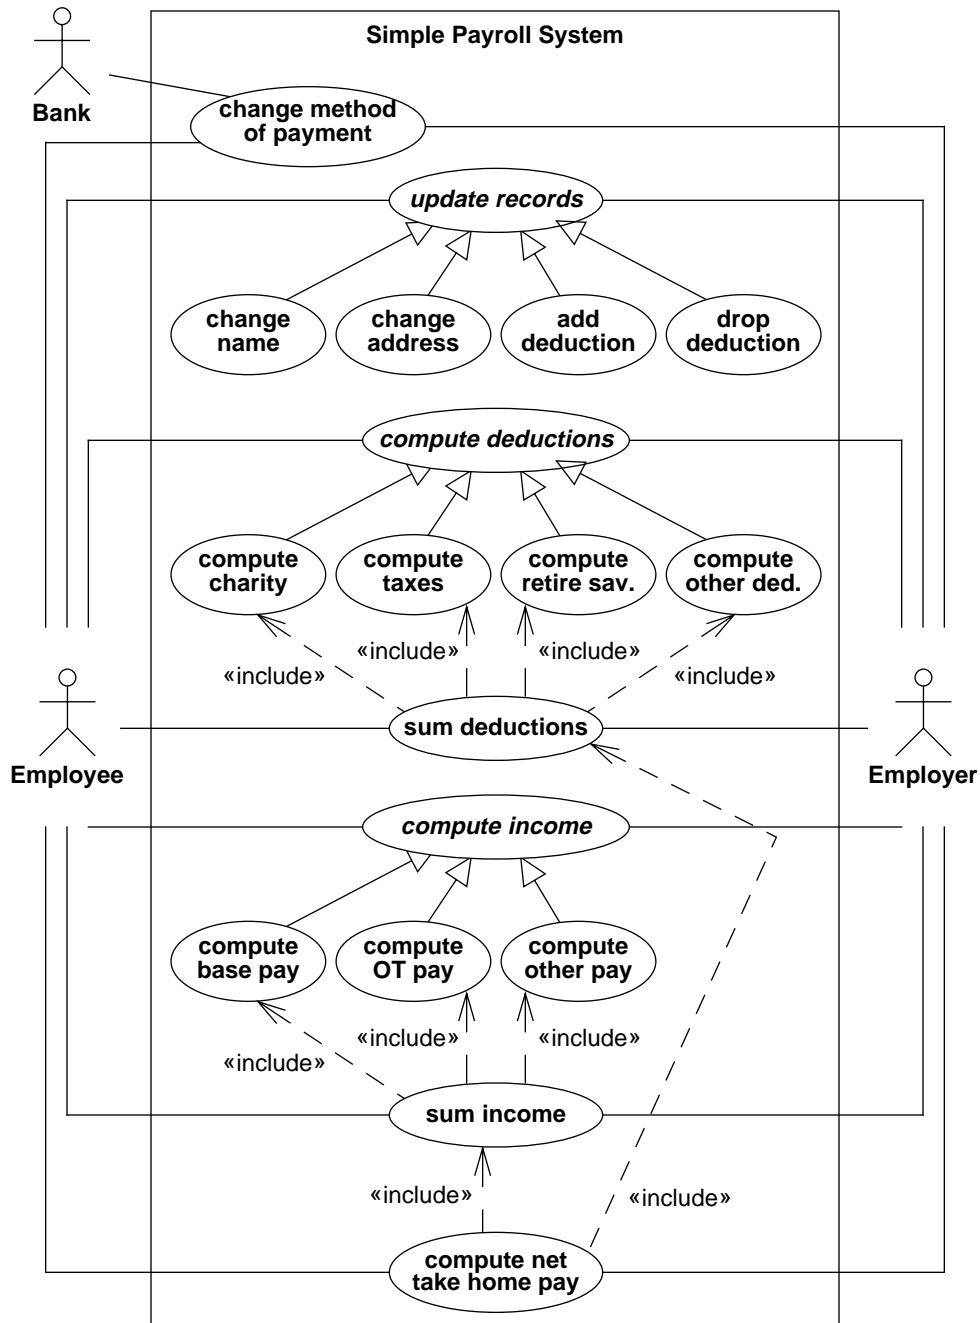 Simple Payroll System
Bank
change method
of payment
update records
change
name
change
address
add
deduction
drop
deduction
compute deductions
compute
charity
compute
taxes
compute
retire sav.
compute
other ded.
«include»
«include»
«include»
«include»
sum deductions
Employee
Employer
compute income
compute
base pay
compute
OT pay
compute
other pay
«include»
«include»
«include»
sum income
«include»
«include»
compute net
take home pay